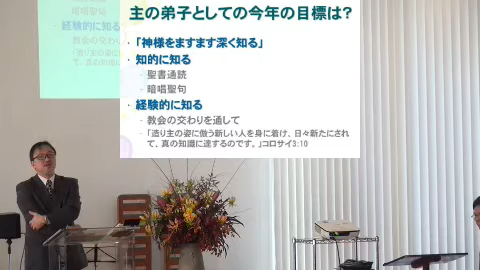 主の弟子としての今年の目標は?
・「神様をますます深く知る」
・知的に知る
－聖書通読
－暗唱聖句
・経験的に知る
－教会の交わりを通して
－「造り主の姿に倣う新しい人を身に着け、日々新たにされ
て、真の知識に達するのです。」コロサイ3:10